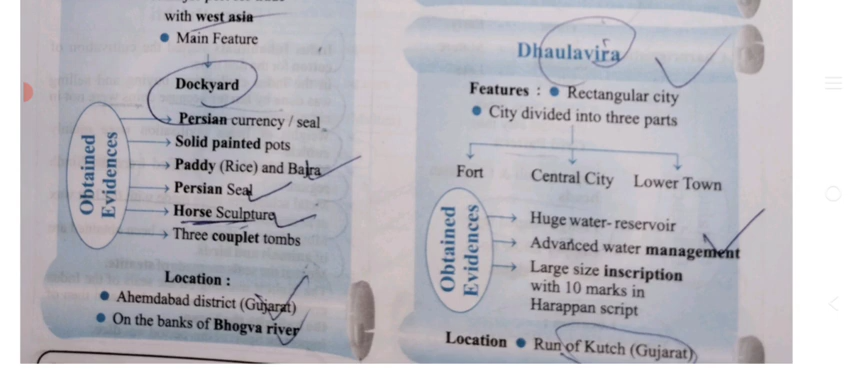 with west asia
Main Feature
Dockyard
Obtained Evidences
Persian currency / seal
Solid painted pots
Paddy (Rice) and Bajra
Persian Seal
Horse Sculpture
Three couplet tombs
Location :
Ahemdabad district (Gujarat)
On the banks of Bhogva river
Dhaulavira
Features : Rectangular city
City divided into three parts
Fort Central City Lower Town
Obtained Evidences
Huge water- reservoir
Advanced water management
Large size inscription
with 10 marks in
Harappan script
Location Run of Kutch (Gujarat)